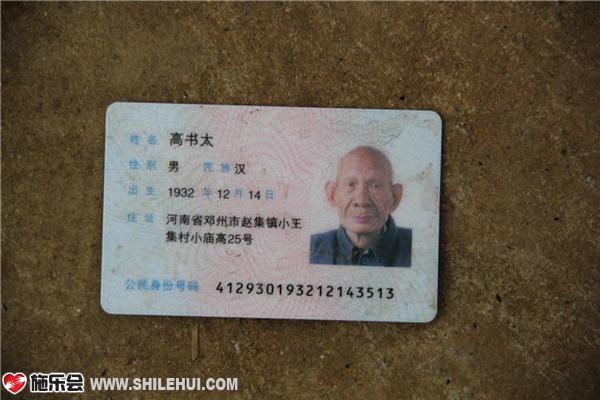 姓名 高书太
性别 男 民族 汉
出生 1932 年 12 月 14 日
住址 河南省邓州市赵集镇小王
集村小庙高25号
公民身份号码 412930193212143513
施乐会 WWW.SHILEHUI.COM